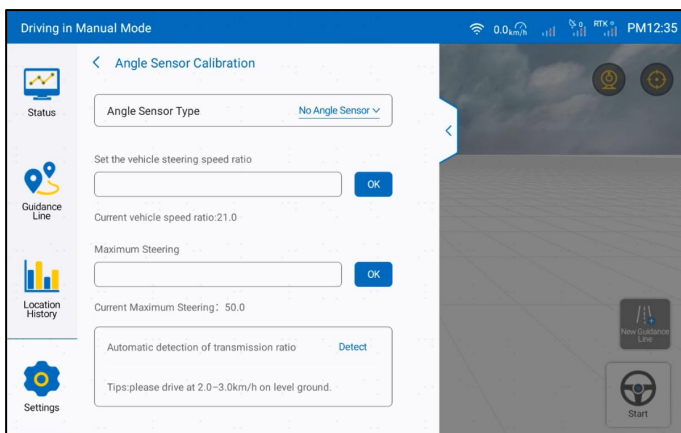 Driving in Manual Mode
0.0km/h
0
RTK 0
PM12:35
Status
Guidance
Line
Location
History
Settings
Angle Sensor Calibration
Angle Sensor Type
No Angle Sensor
Set the vehicle steering speed ratio
OK
Current vehicle speed ratio:21.0
Maximum Steering
OK
Current Maximum Steering: 50.0
Automatic detection of transmission ratio
Detect
Tips:please drive at 2.0-3.0km/h on level ground.
New Guidance
Line
Start